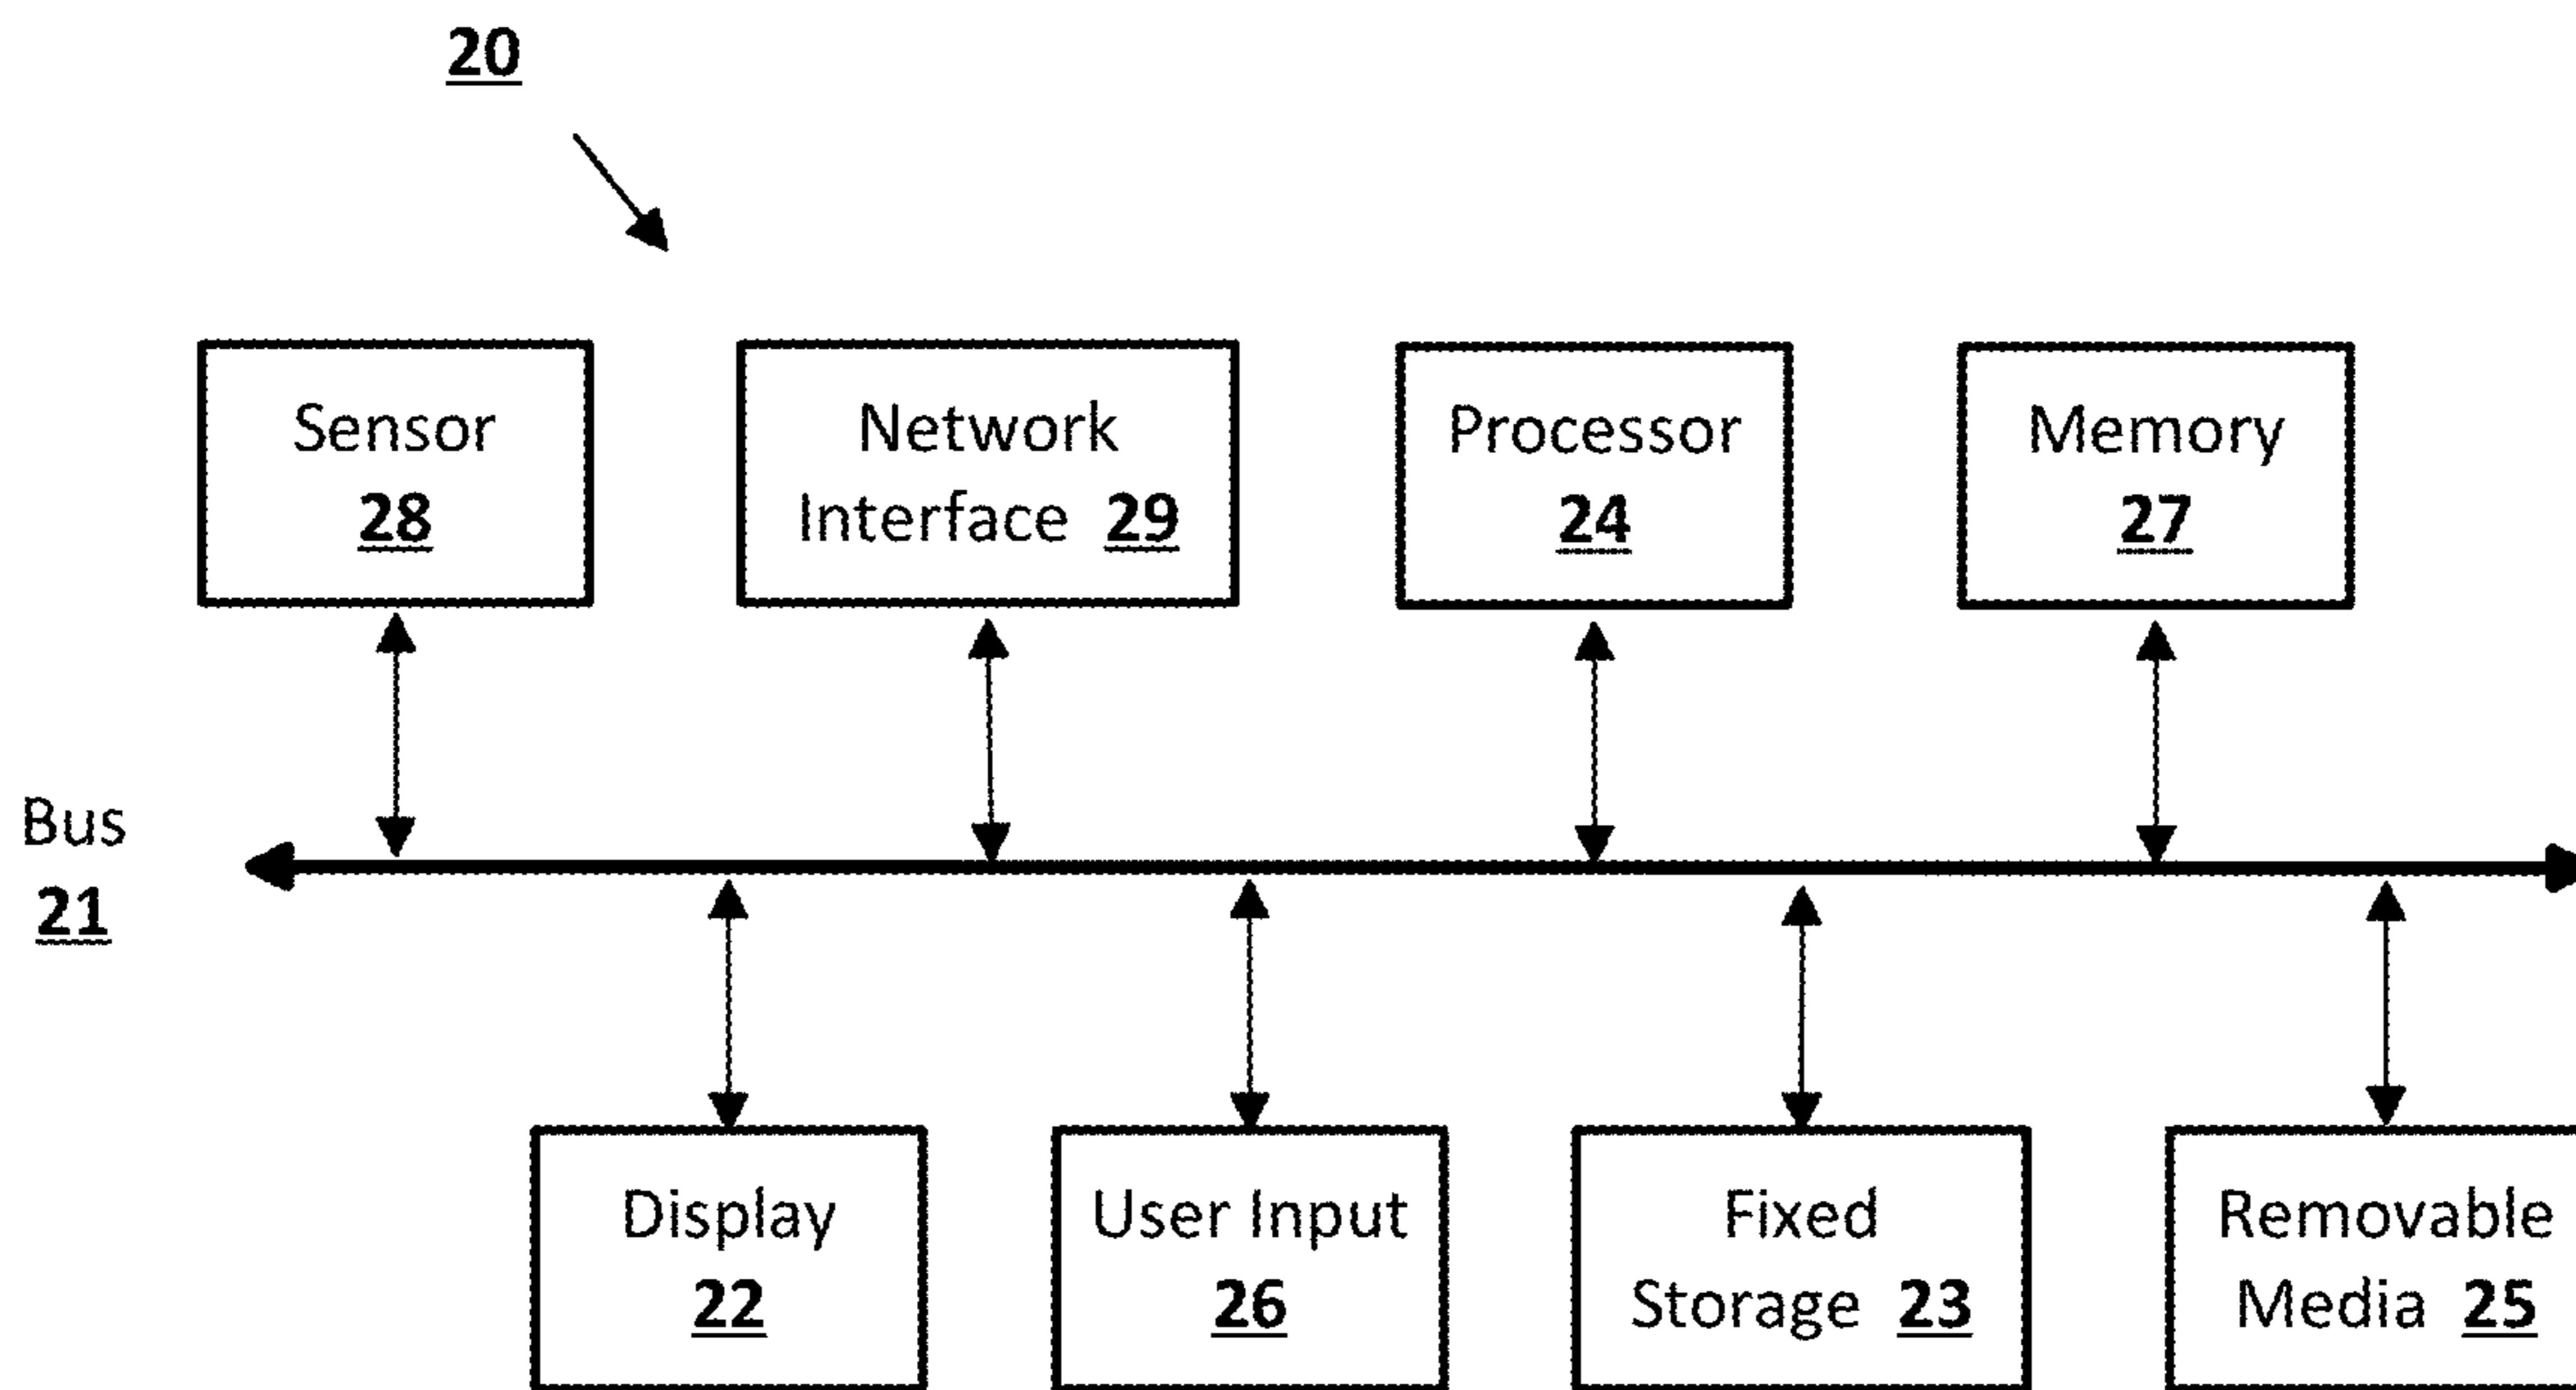 20
Sensor
28
Network
Interface 29
Processor
24
Memory
27
Bus
21
Display
22
User Input
26
Fixed
Storage 23
Removable
Media 25